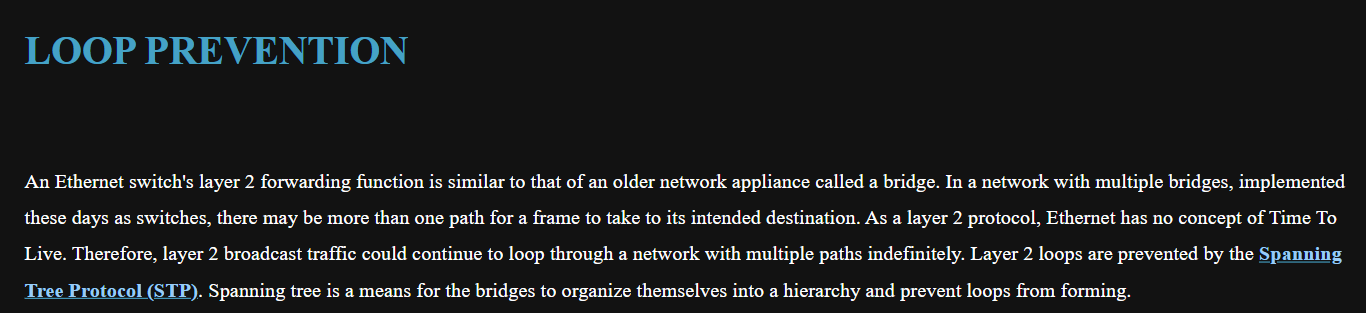 LOOP PREVENTION
An Ethernet switch's layer 2 forwarding function is similar to that of an older network appliance called a bridge. In a network with multiple bridges, implemented
these days as switches, there may be more than one path for a frame to take to its intended destination. As a layer 2 protocol, Ethernet has no concept of Time To
Live. Therefore, layer 2 broadcast traffic could continue to loop through a network with multiple paths indefinitely. Layer 2 loops are prevented by the Spanning
Tree Protocol (STP). Spanning tree is a means for the bridges to organize themselves into a hierarchy and prevent loops from forming.